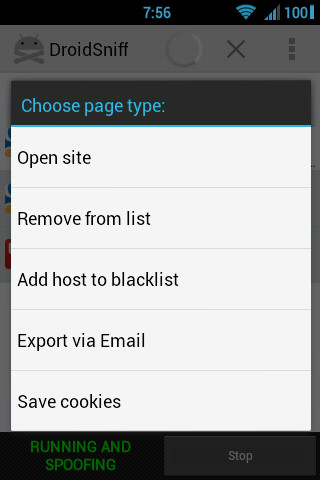 7:56
100
DroidSniff
Choose page type:
Open site
Remove from list
Add host to blacklist
Export via Email
Save cookies
RUNNING AND
SPOOFING
Stop